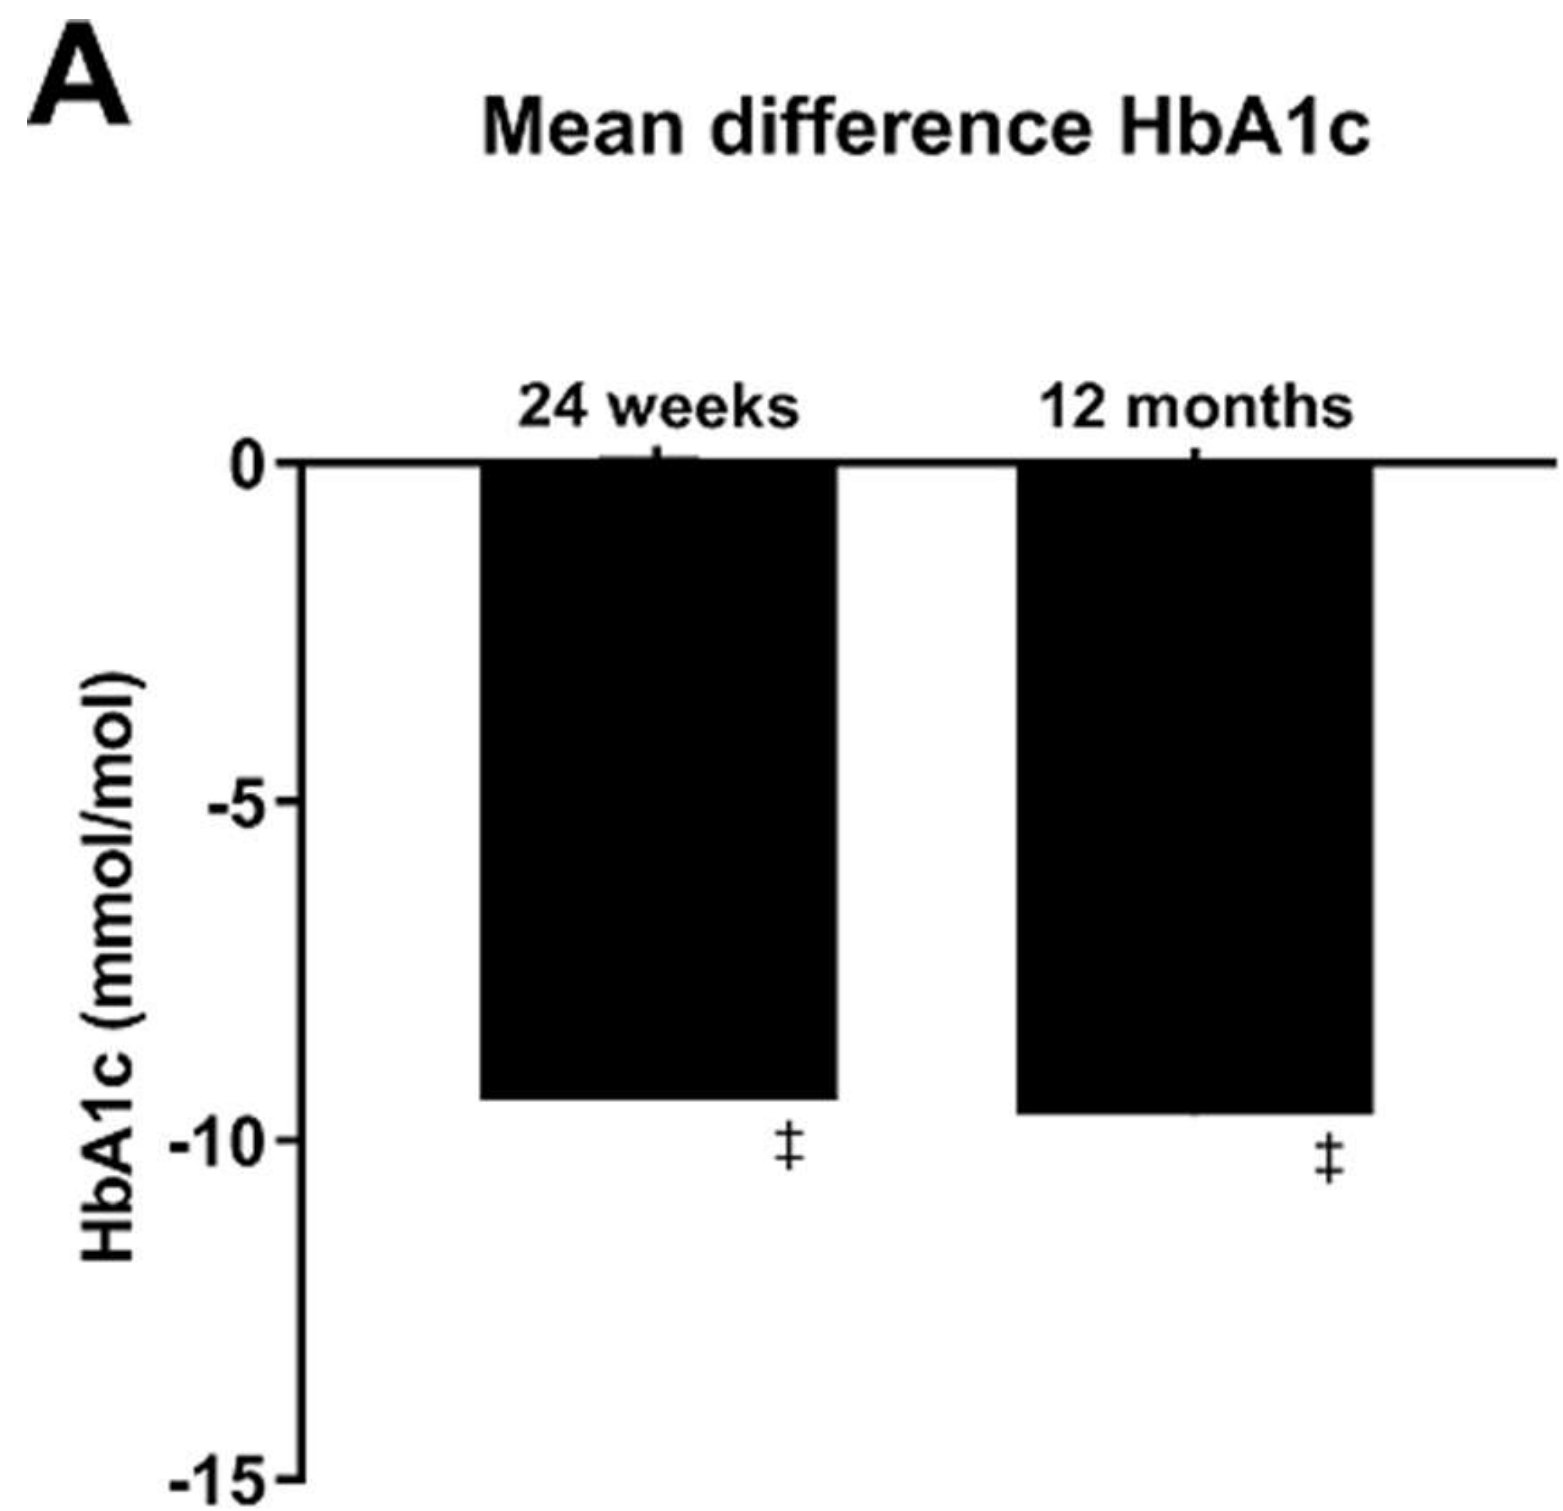 A
Mean difference HbA1c
24 weeks
12 months
0
-5
-10
-15
HbA1c (mmol/mol)
‡
‡